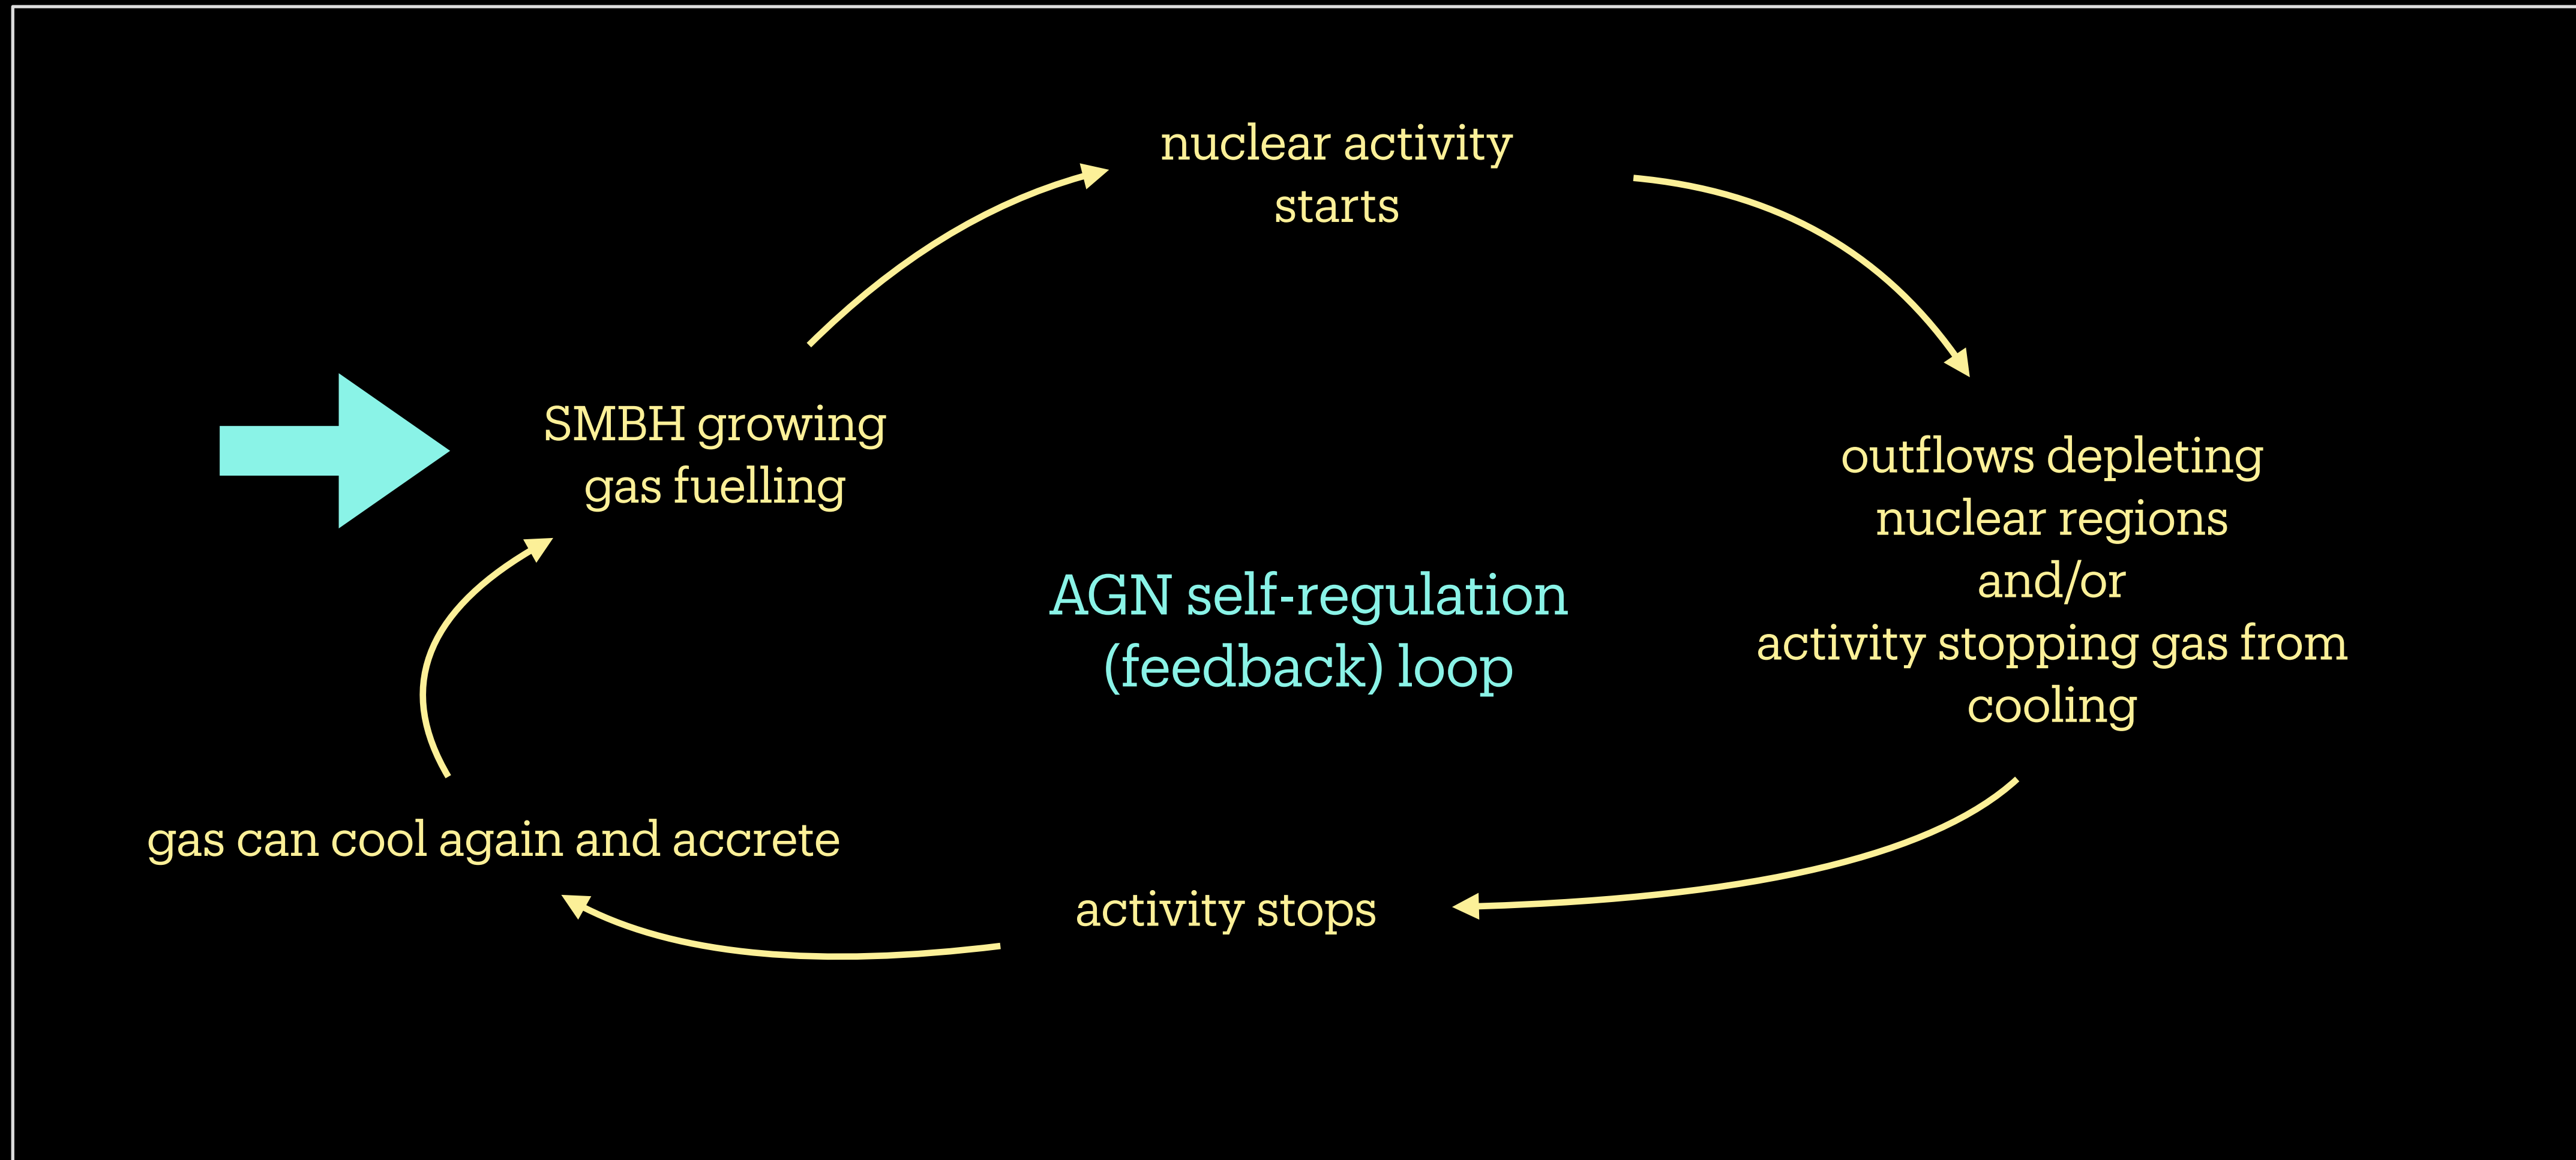 nuclear activity
starts
SMBH growing
gas fuelling
outflows depleting
nuclear regions
and/or
activity stopping gas from
cooling
AGN self-regulation
(feedback) loop
gas can cool again and accrete
activity stops